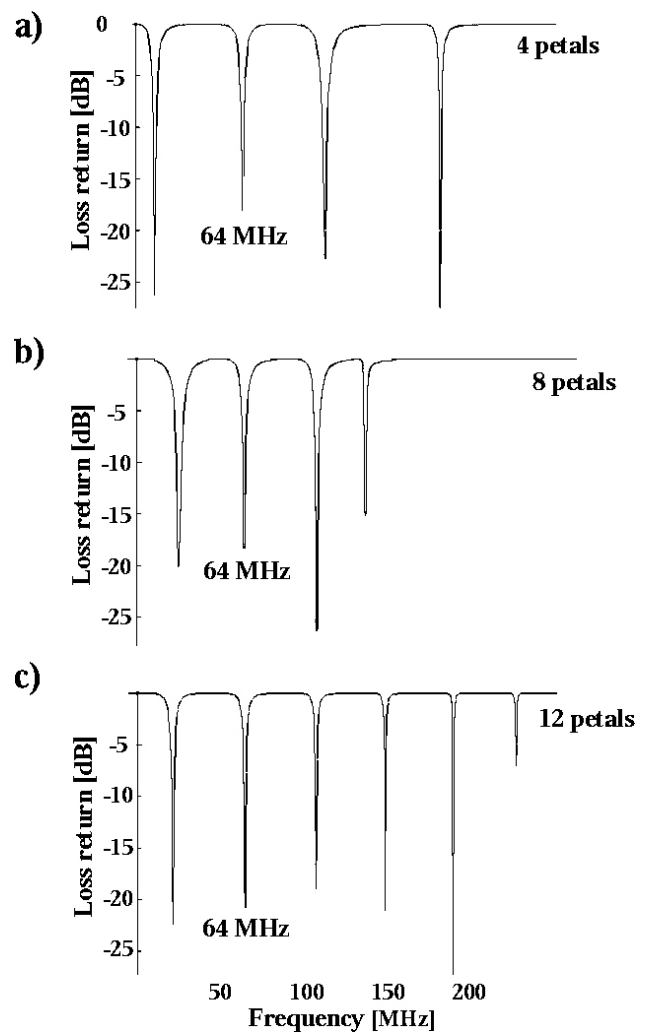 a)
0
4 petals
-5
-10
-15
-20
-25
Loss return [dB]
64 MHz
b)
8 petals
-5
-10
-15
-20
-25
Loss return [dB]
64 MHz
c)
12 petals
-5
-10
-15
-20
-25
Loss return [dB]
64 MHz
50 100 150 200
Frequency [MHz]